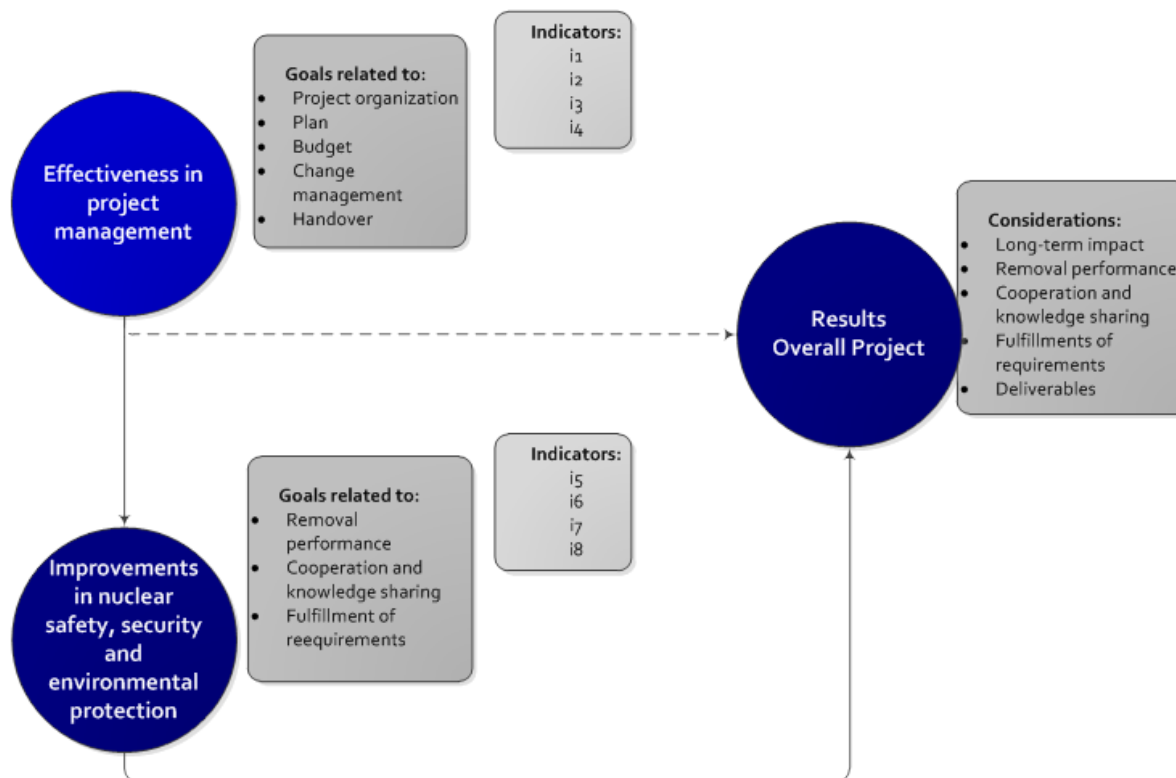 Effectiveness in
project
management
Goals related to:
• Project organization
• Plan
• Budget
• Change
management
• Handover
Indicators:
i1
i2
i3
i4
Results
Overall Project
Considerations:
• Long-term impact
• Removal performance
• Cooperation and
knowledge sharing
• Fulfillments of
requirements
• Deliverables
Improvements
in nuclear
safety, security
and
environmental
protection
Goals related to:
• Removal
performance
• Cooperation and
knowledge sharing
• Fulfillment of
reequirements
Indicators:
i5
i6
i7
i8